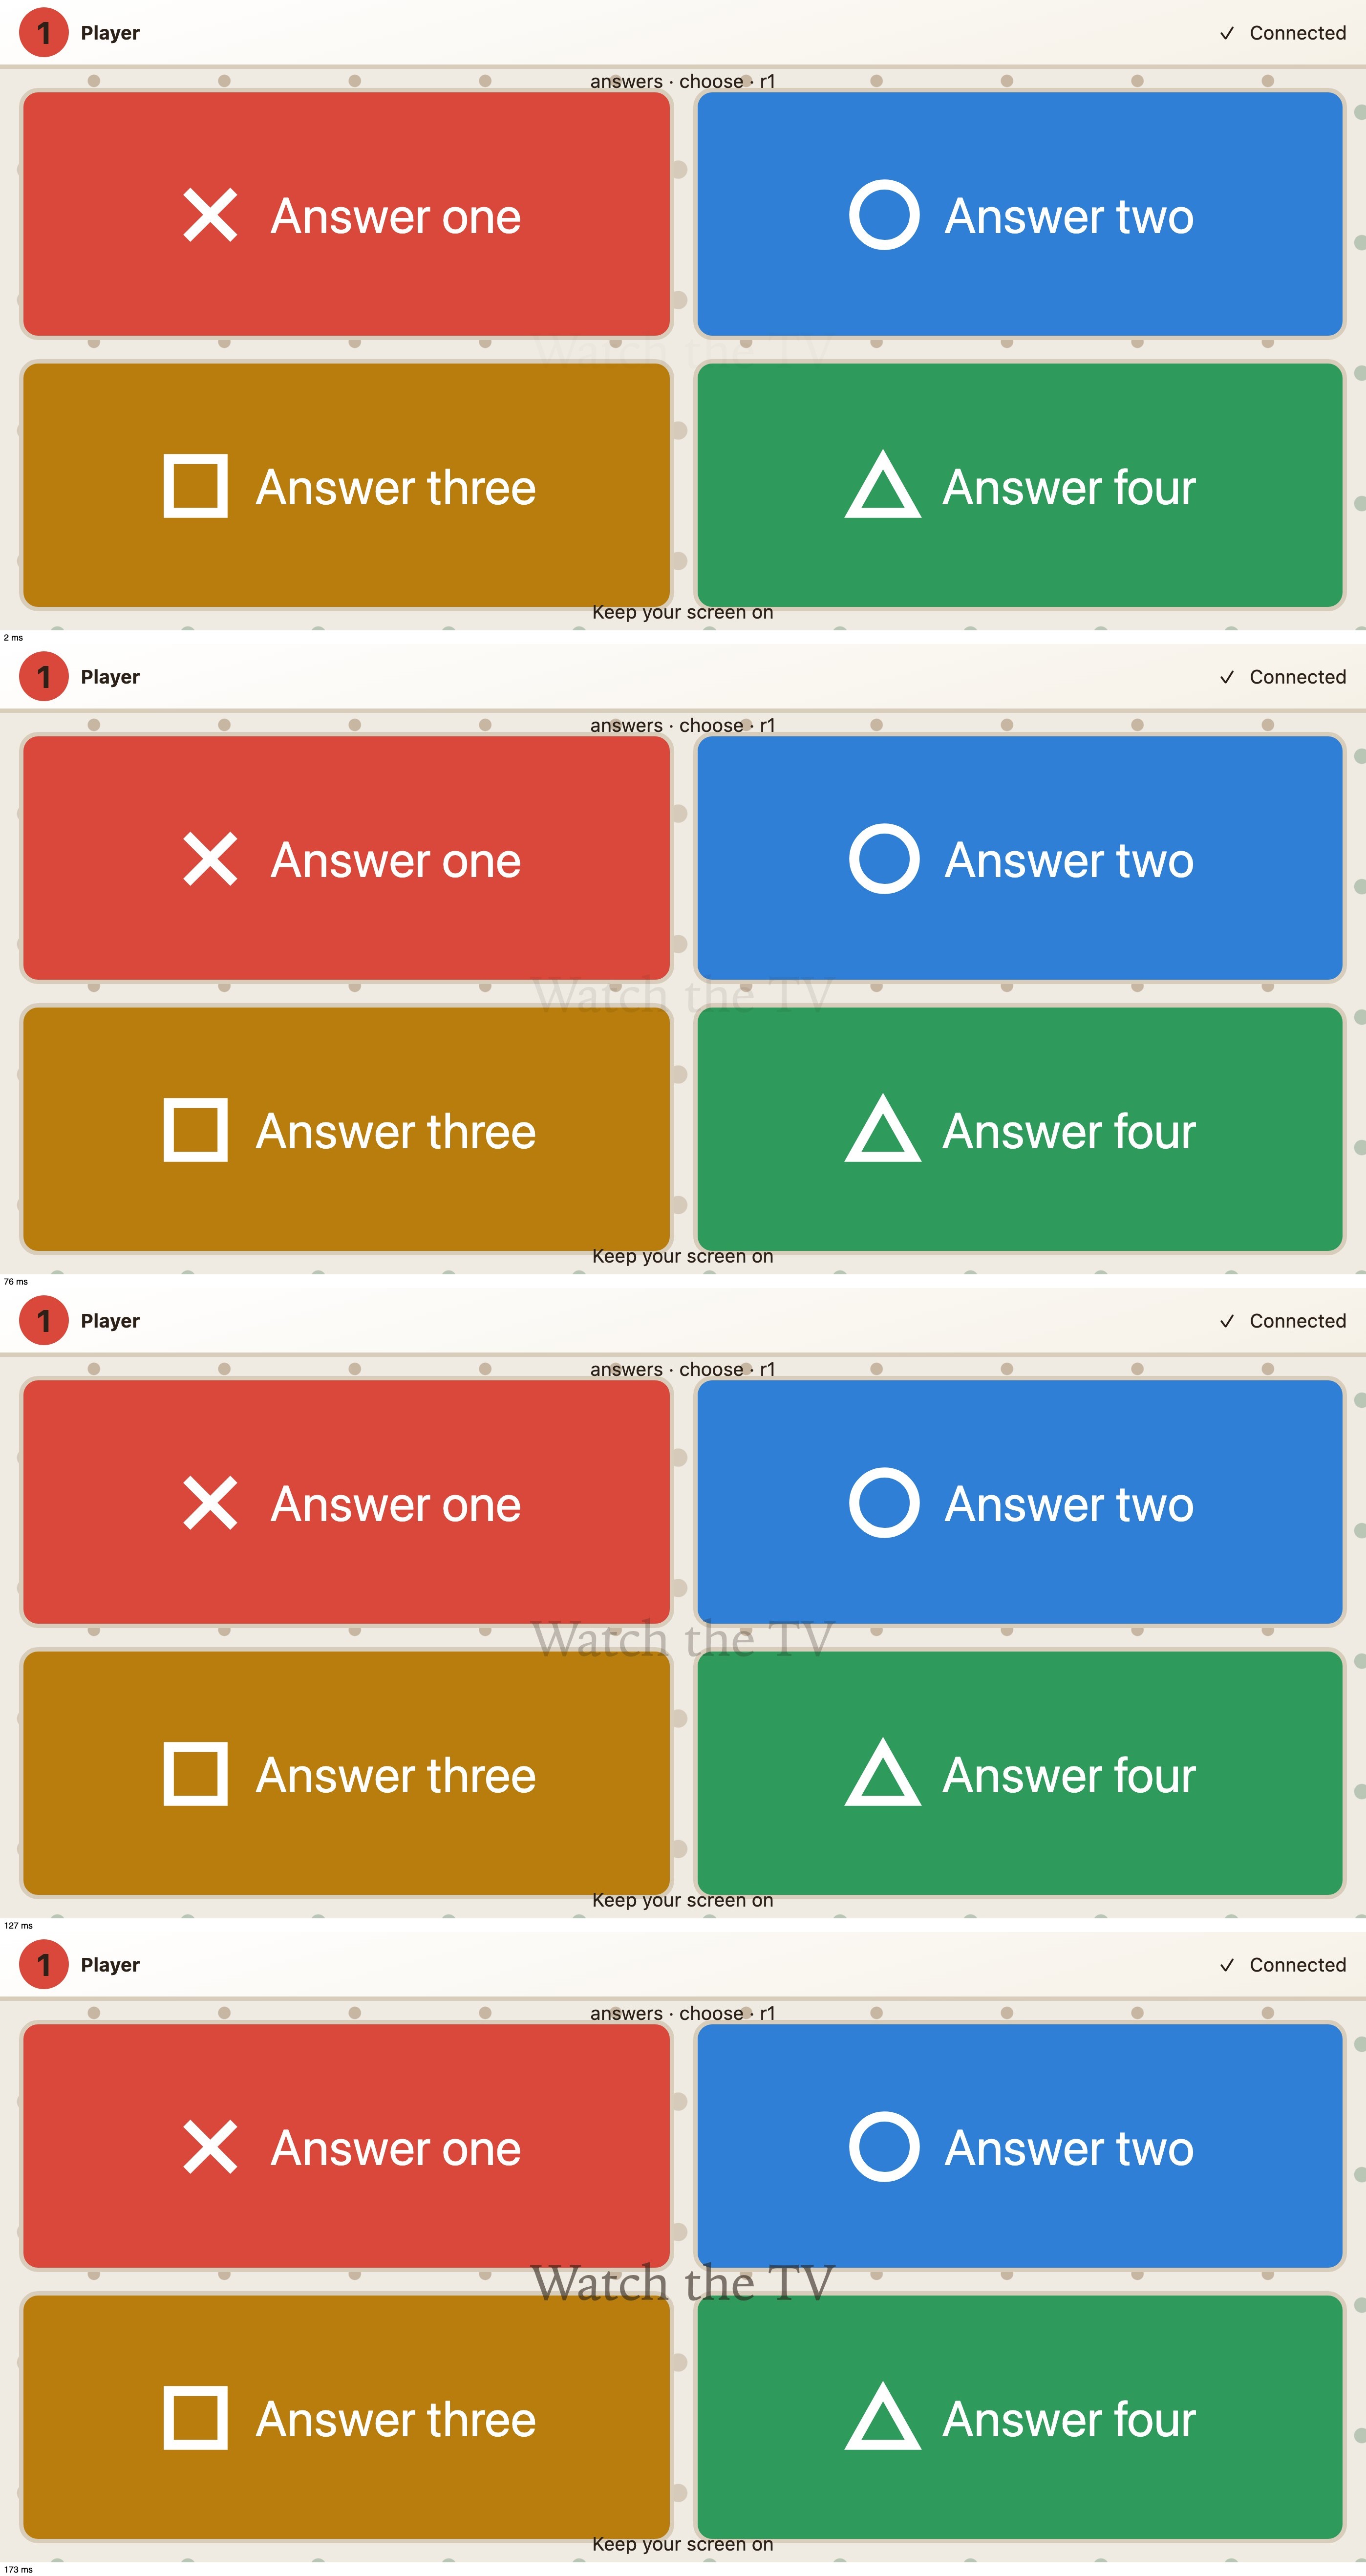 1 Player ✓ Connected
answers · choose · r1
Answer one Answer two
Watch the TV
Answer three Answer four
Keep your screen on
2 ms
1 Player ✓ Connected
answers · choose · r1
Answer one Answer two
Watch the TV
Answer three Answer four
Keep your screen on
76 ms
1 Player ✓ Connected
answers · choose · r1
Answer one Answer two
Watch the TV
Answer three Answer four
Keep your screen on
127 ms
1 Player ✓ Connected
answers · choose · r1
Answer one Answer two
Watch the TV
Answer three Answer four
Keep your screen on
173 ms